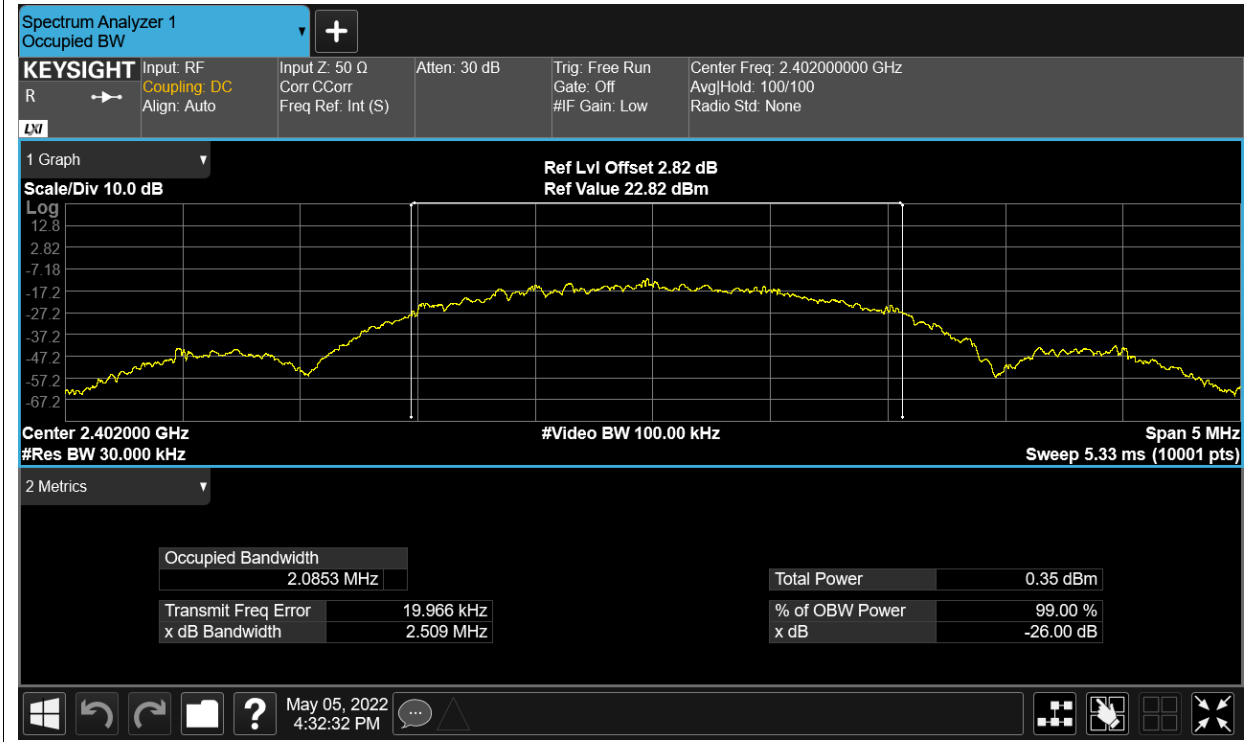 Spectrum Analyzer 1
Occupied BW
KEYSIGHT
R
LXI
Input: RF
Coupling: DC
Align: Auto
Input Z: 50 Ω
Corr CCorr
Freq Ref: Int (S)
Atten: 30 dB
Trig: Free Run
Gate: Off
#IF Gain: Low
Center Freq: 2.402000000 GHz
Avg|Hold: 100/100
Radio Std: None
1 Graph
Scale/Div 10.0 dB
Ref Lvl Offset 2.82 dB
Ref Value 22.82 dBm
Log
12.8
2.82
-7.18
-17.2
-27.2
-37.2
-47.2
-57.2
-67.2
Center 2.402000 GHz
#Video BW 100.00 kHz
Span 5 MHz
#Res BW 30.000 kHz
Sweep 5.33 ms (10001 pts)
2 Metrics
Occupied Bandwidth
2.0853 MHz
Total Power 0.35 dBm
Transmit Freq Error 19.966 kHz
% of OBW Power 99.00 %
x dB Bandwidth 2.509 MHz
x dB -26.00 dB
?
May 05, 2022
4:32:32 PM